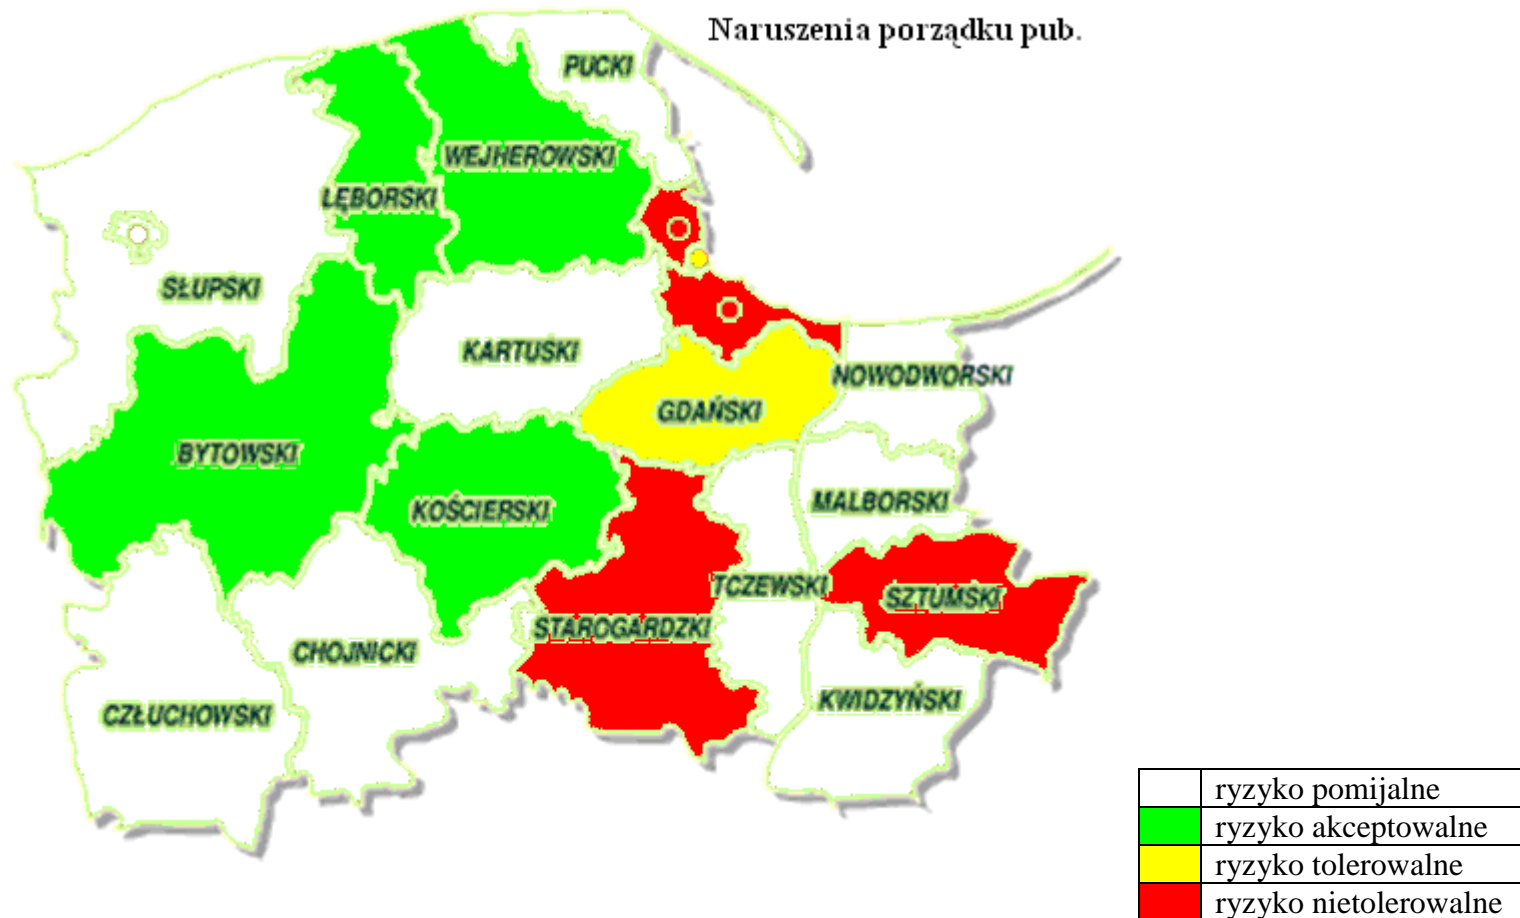 Naruszenia porządku pub.
PUCKI
WEJHEROWSKI
LĘBORSKI
SŁUPSKI
KARTUSKI
NOWODWORSKI
GDAŃSKI
BYTOWSKI
MALBORSKI
KOŚCIERSKI
TCZEWSKI
SZTUMSKI
STAROGARDZKI
CHOJNICKI
KWIDZYŃSKI
CZŁUCHOWSKI
ryzyko pomijalne
ryzyko akceptowalne
ryzyko tolerowalne
ryzyko nietolerowalne